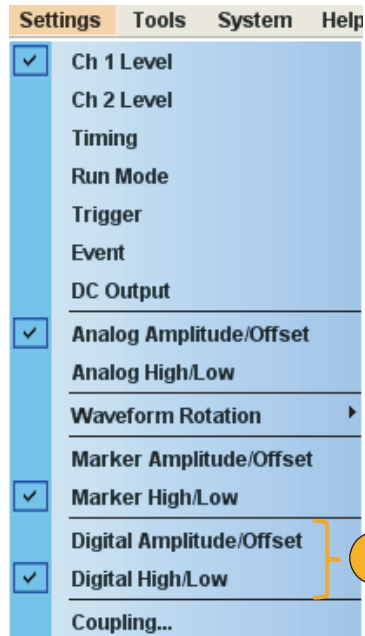 Settings Tools System Help
Ch 1 Level
Ch 2 Level
Timing
Run Mode
Trigger
Event
DC Output
Analog Amplitude/Offset
Analog High/Low
Waveform Rotation
Marker Amplitude/Offset
Marker High/Low
Digital Amplitude/Offset
Digital High/Low
Coupling...